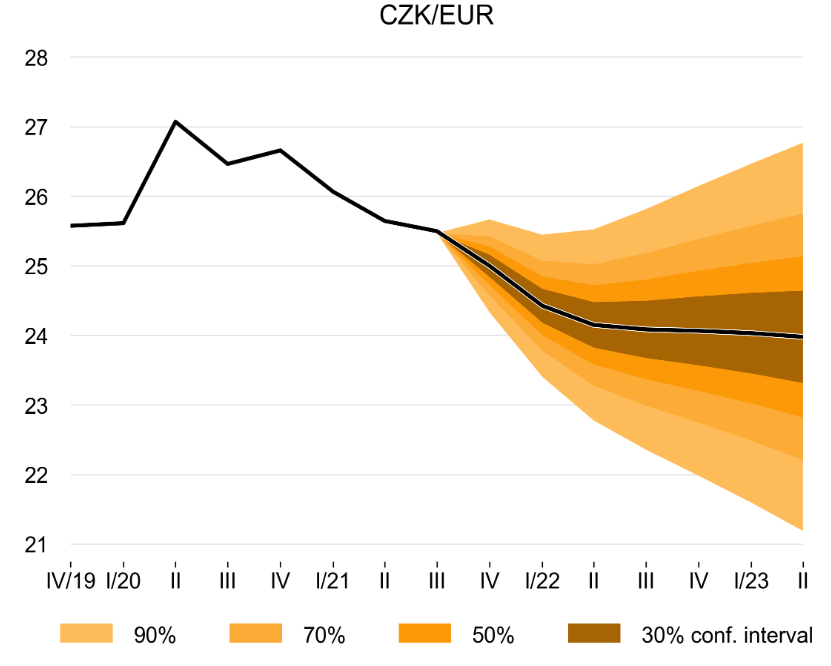 CZK/EUR
28
27
26
25
24
23
22
21
IV/19 I/20 II III IV I/21 II III IV I/22 II III IV I/23 II
90% 70% 50% 30% conf. interval